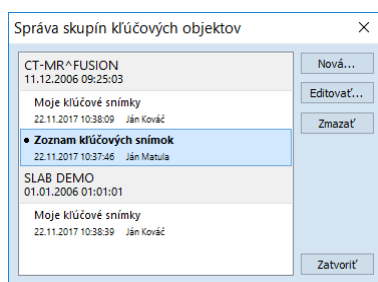 Správa skupín kľúčových objektov
CT-MR^FUSION
11.12.2006 09:25:03
Moje kľúčové snímky
22.11.2017 10:38:09 Ján Kováč
• Zoznam kľúčových snímok
22.11.2017 10:37:46 Ján Matula
SLAB DEMO
01.01.2006 01:01:01
Moje kľúčové snímky
22.11.2017 10:38:39 Ján Kováč
Nová...
Editovať...
Zmazať
Zatvoriť